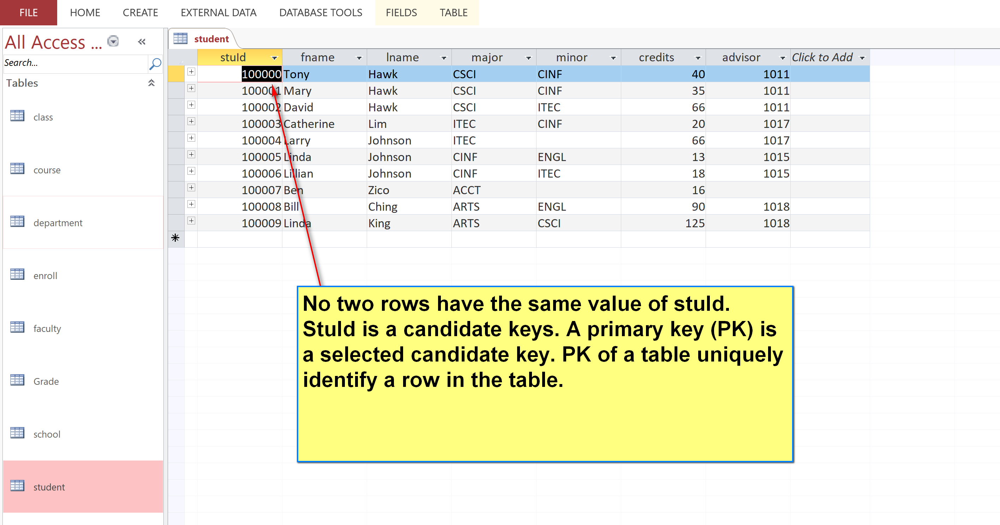 FILE HOME CREATE EXTERNAL DATA DATABASE TOOLS FIELDS TABLE
All Access ...
Search...
Tables
class
course
department
enroll
faculty
Grade
school
student
student
stuId fname lname major minor credits advisor Click to Add
100000 Tony Hawk CSCI CINF 40 1011
100001 Mary Hawk CSCI CINF 35 1011
100002 David Hawk CSCI ITEC 66 1011
100003 Catherine Lim ITEC CINF 20 1017
100004 Larry Johnson ITEC 66 1017
100005 Linda Johnson CINF ENGL 13 1015
100006 Lillian Johnson CINF ITEC 18 1015
100007 Ben Zico ACCT 16
100008 Bill Ching ARTS ENGL 90 1018
100009 Linda King ARTS CSCI 125 1018
No two rows have the same value of stuId.
StuId is a candidate keys. A primary key (PK) is
a selected candidate key. PK of a table uniquely
identify a row in the table.